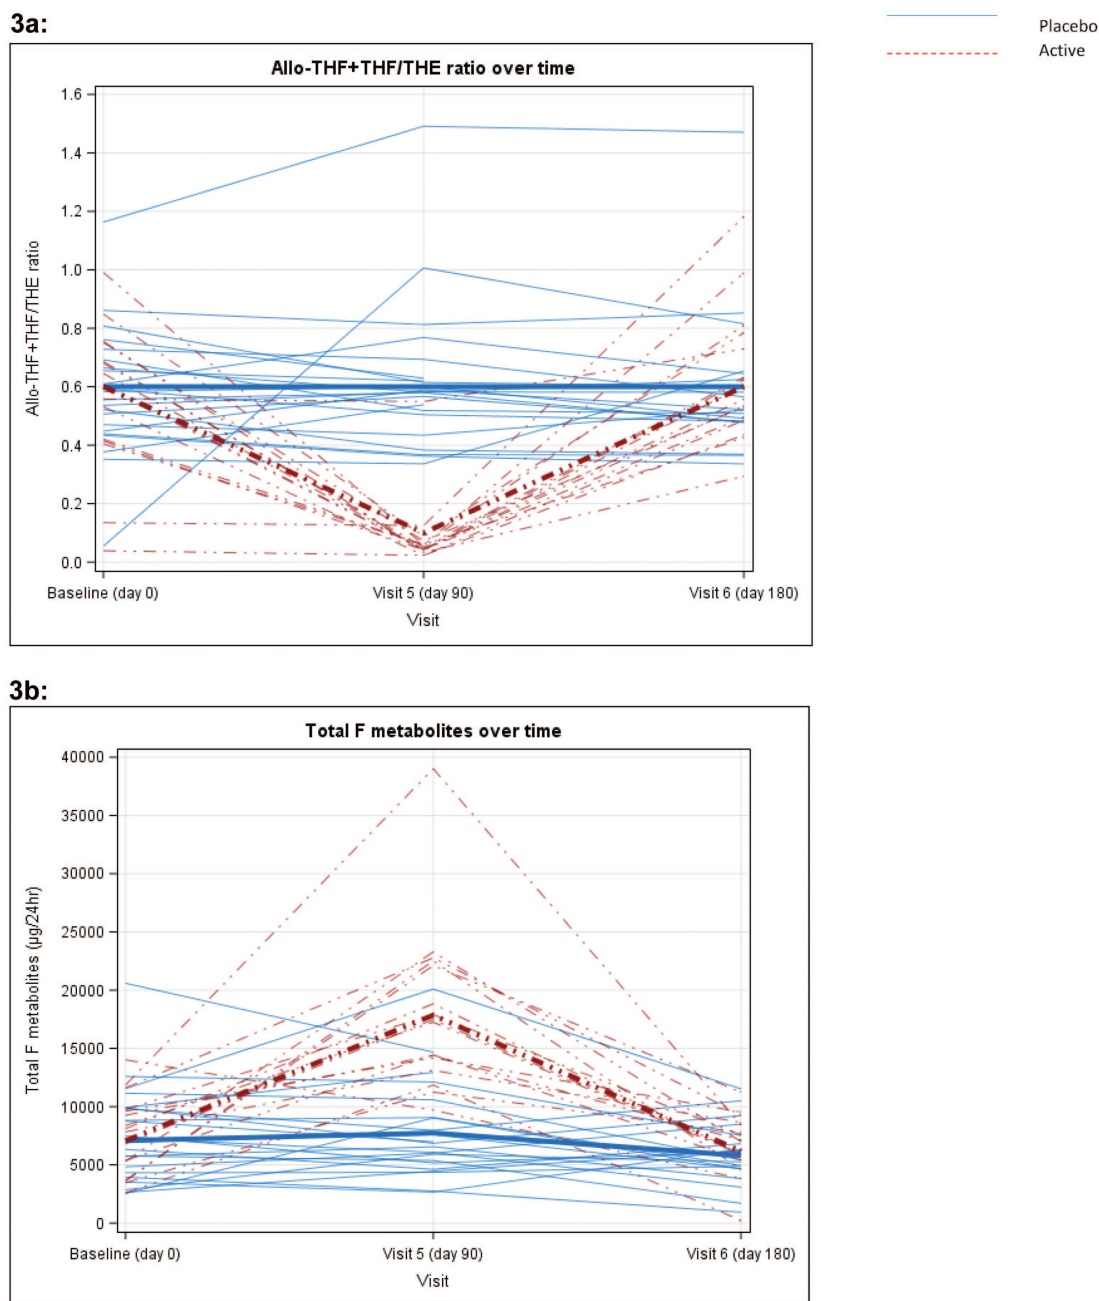 3a:
Placebo
Active
Allo-THF+THF/THE ratio over time
1.6
1.4
1.2
1.0
0.8
0.6
0.4
0.2
0.0
Allo-THF+THF/THE ratio
Baseline (day 0) Visit 5 (day 90) Visit 6 (day 180)
Visit
3b:
Total F metabolites over time
40000
35000
30000
25000
20000
15000
10000
5000
0
Total F metabolites (µg/24hr)
Baseline (day 0) Visit 5 (day 90) Visit 6 (day 180)
Visit